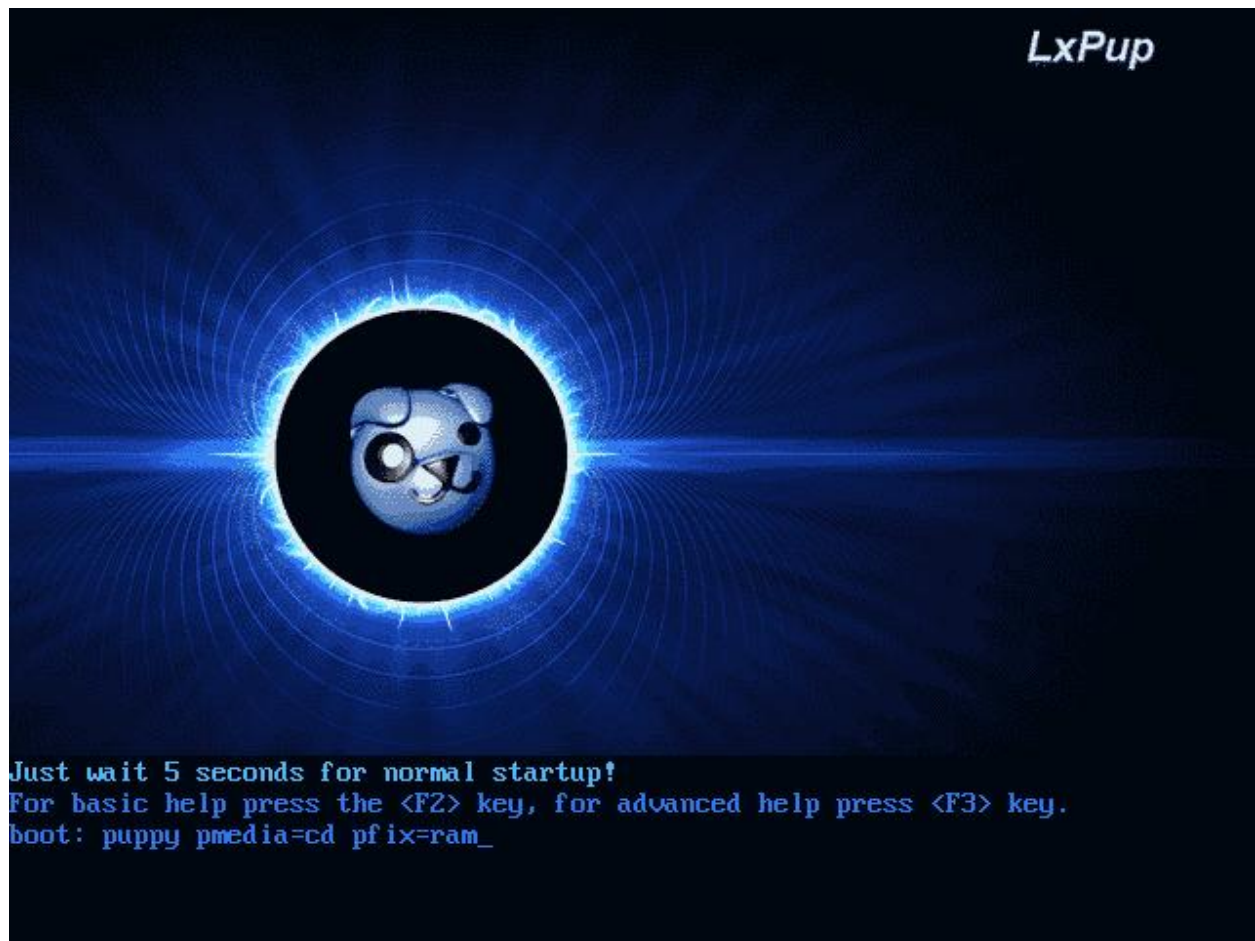 LxPup
Just wait 5 seconds for normal startup!
For basic help press the <F2> key, for advanced help press <F3> key.
boot: puppy pmedia=cd pfix=ram_